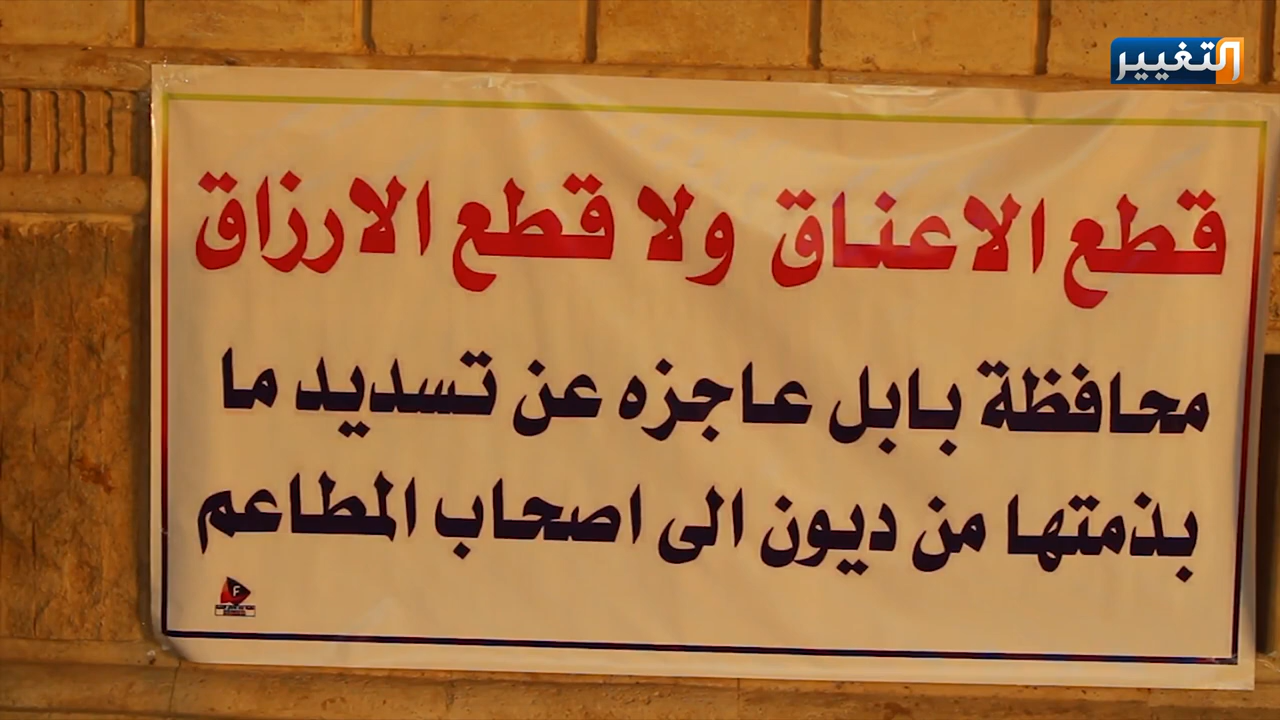 التغيير
قطع الاعناق ولا قطع الارزاق
محافظة بابل عاجزه عن تسديد ما
بذمتها من ديون الى اصحاب المطاعم
F